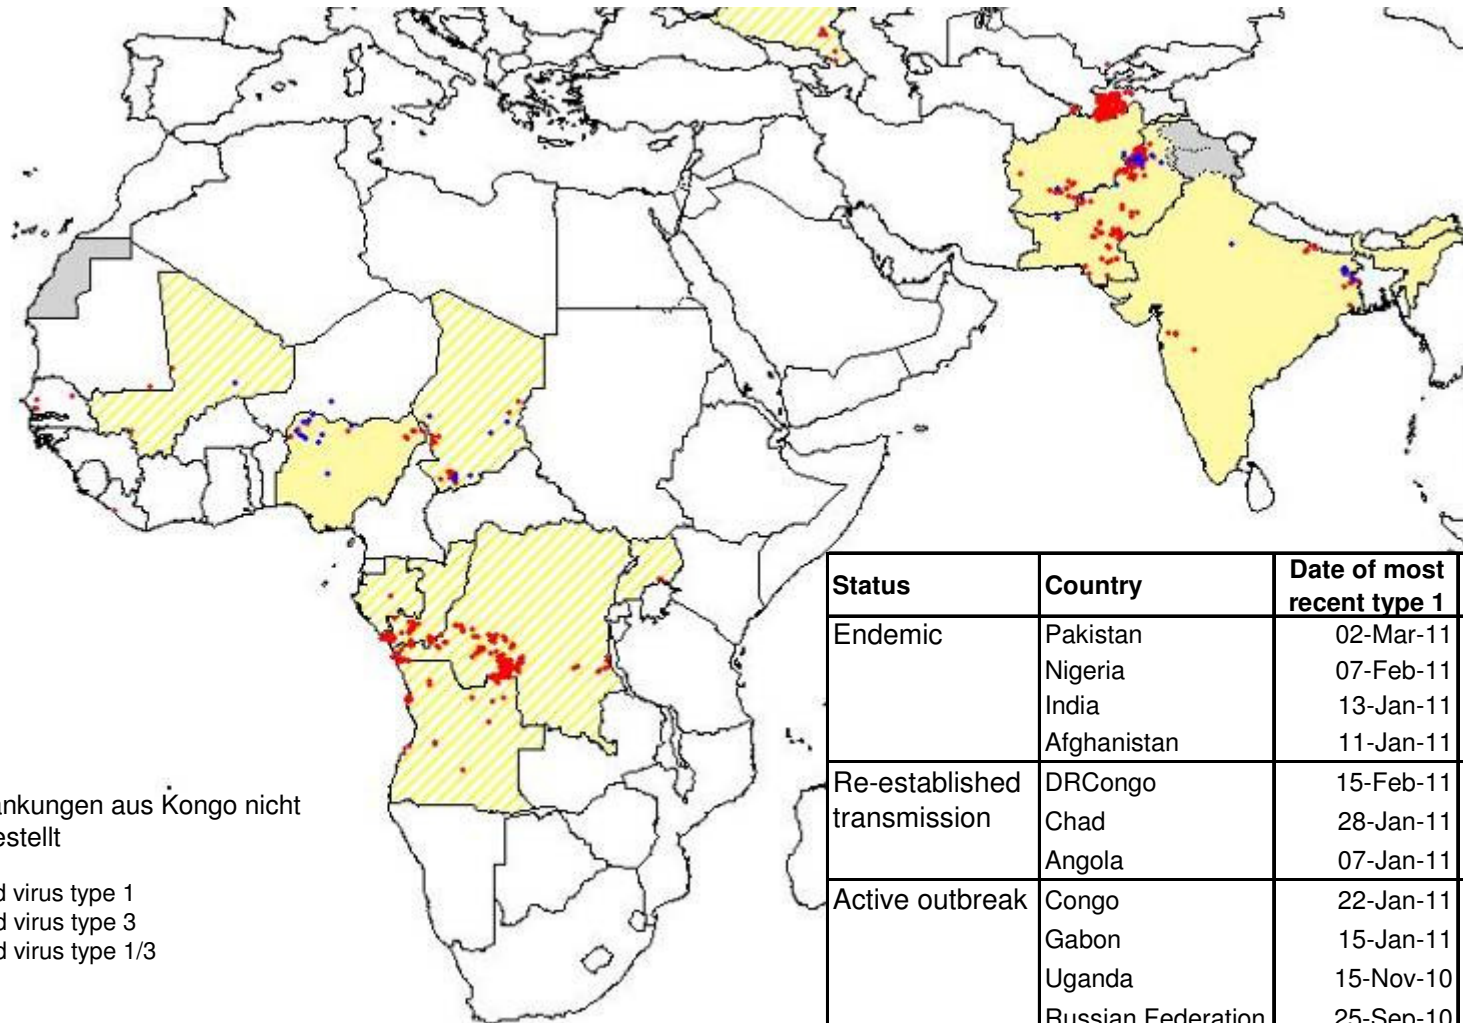 Status Country Date of most
recent type 1
Endemic Pakistan 02-Mar-11
Nigeria 07-Feb-11
India 13-Jan-11
Afghanistan 11-Jan-11
Re-established DRCongo 15-Feb-11
transmission Chad 28-Jan-11
Angola 07-Jan-11
Active outbreak Congo 22-Jan-11
Gabon 15-Jan-11
Uganda 15-Nov-10
Russian Federation 25-Sep-10
ankungen aus Kongo nicht
estellt
d virus type 1
d virus type 3
d virus type 1/3